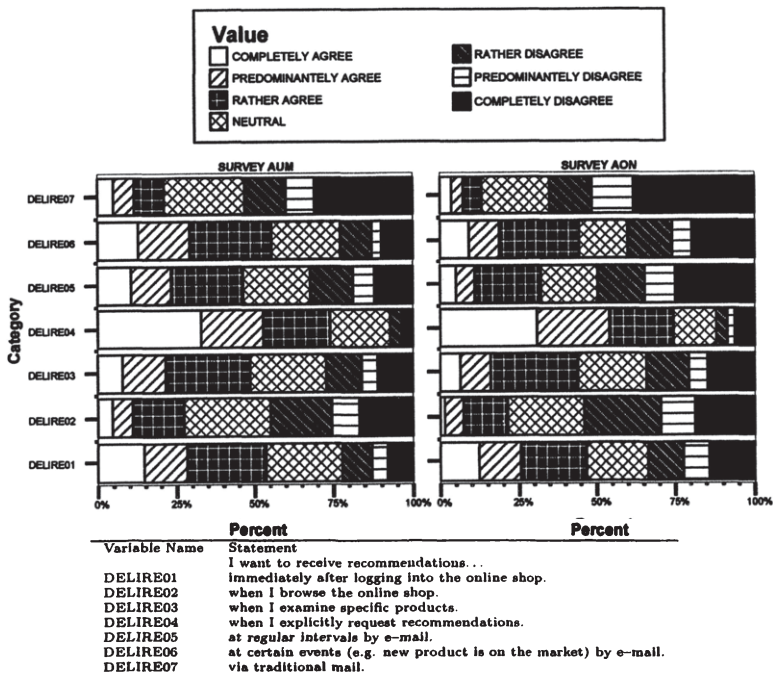 Value
COMPLETELY AGREE
PREDOMINANTELY AGREE
RATHER AGREE
NEUTRAL
RATHER DISAGREE
PREDOMINANTELY DISAGREE
COMPLETELY DISAGREE
SURVEY AUM
SURVEY AON
Category
DELIRE07
DELIRE06
DELIRE05
DELIRE04
DELIRE03
DELIRE02
DELIRE01
0% 25% 50% 75% 100%
0% 25% 50% 75% 100%
Percent Percent
Variable Name Statement
I want to receive recommendations...
DELIRE01 immediately after logging into the online shop.
DELIRE02 when I browse the online shop.
DELIRE03 when I examine specific products.
DELIRE04 when I explicitly request recommendations.
DELIRE05 at regular intervals by e-mail.
DELIRE06 at certain events (e.g. new product is on the market) by e-mail.
DELIRE07 via traditional mail.